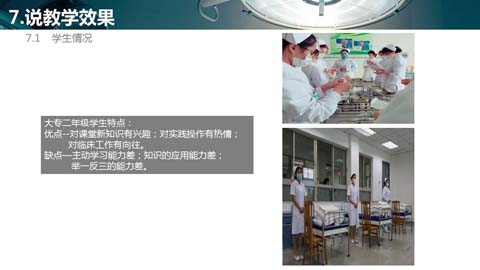 7.说教学效果
7.1 学生情况
大专二年级学生特点：
优点--对课堂新知识有兴趣；对实践操作有热情；
对临床工作有向往。
缺点—主动学习能力差；知识的应用能力差；
举一反三的能力差。